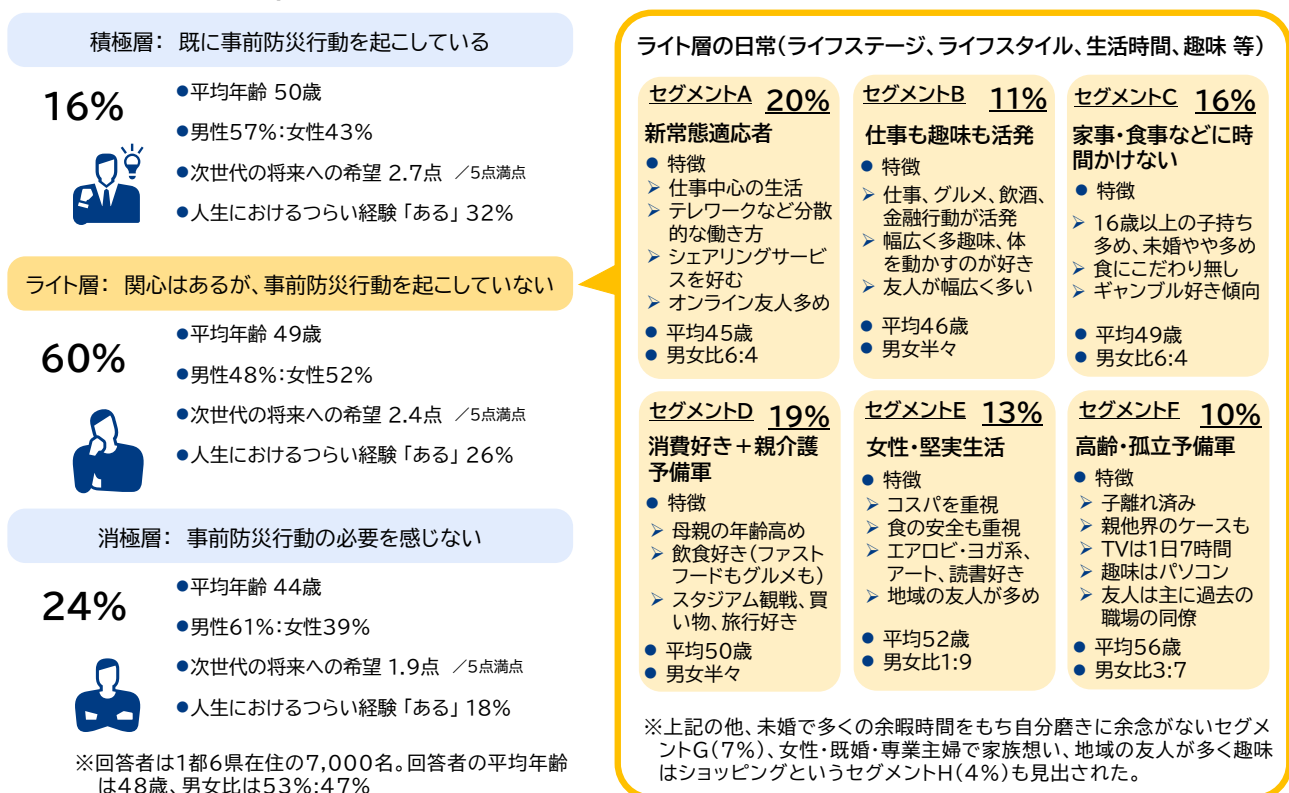 積極層： 既に事前防災行動を起こしている
16%
●平均年齢 50歳
●男性57%：女性43%
●次世代の将来への希望 2.7点 ／5点満点
●人生におけるつらい経験「ある」32%
ライト層： 関心はあるが、事前防災行動を起こしていない
60%
●平均年齢 49歳
●男性48%：女性52%
●次世代の将来への希望 2.4点 ／5点満点
●人生におけるつらい経験「ある」26%
消極層： 事前防災行動の必要を感じない
24%
●平均年齢 44歳
●男性61%：女性39%
●次世代の将来への希望 1.9点 ／5点満点
●人生におけるつらい経験「ある」18%
※回答者は1都6県在住の7,000名。回答者の平均年齢
は48歳、男女比は53%:47%
ライト層の日常（ライフステージ、ライフスタイル、生活時間、趣味 等）
セグメントA 20%
新常態適応者
● 特徴
➢ 仕事中心の生活
➢ テレワークなど分散
的な働き方
➢ シェアリングサービ
スを好む
➢ オンライン友人多め
● 平均45歳
● 男女比6:4
セグメントB 11%
仕事も趣味も活発
● 特徴
➢ 仕事、グルメ、飲酒、
金融行動が活発
➢ 幅広く多趣味、体
を動かすのが好き
➢ 友人が幅広く多い
● 平均46歳
● 男女半々
セグメントC 16%
家事・食事などに時
間かけない
● 特徴
➢ 16歳以上の子持ち
多め、未婚やや多め
➢ 食にこだわり無し
➢ ギャンブル好き傾向
● 平均49歳
● 男女比6:4
セグメントD 19%
消費好き＋親介護
予備軍
● 特徴
➢ 母親の年齢高め
➢ 飲食好き（ファスト
フードもグルメも）
➢ スタジアム観戦、買
い物、旅行好き
● 平均50歳
● 男女半々
セグメントE 13%
女性・堅実生活
● 特徴
➢ コスパを重視
➢ 食の安全も重視
➢ エアロビ・ヨガ系、
アート、読書好き
➢ 地域の友人が多め
● 平均52歳
● 男女比1:9
セグメントF 10%
高齢・孤立予備軍
● 特徴
➢ 子離れ済み
➢ 親他界のケースも
➢ TVは1日7時間
➢ 趣味はパソコン
➢ 友人は主に過去の
職場の同僚
● 平均56歳
● 男女比3:7
※上記の他、未婚で多くの余暇時間をもち自分磨きに余念がないセグメ
ントG（7%）、女性・既婚・専業主婦で家族想い、地域の友人が多く趣味
はショッピングというセグメントH（4%）も見出された。